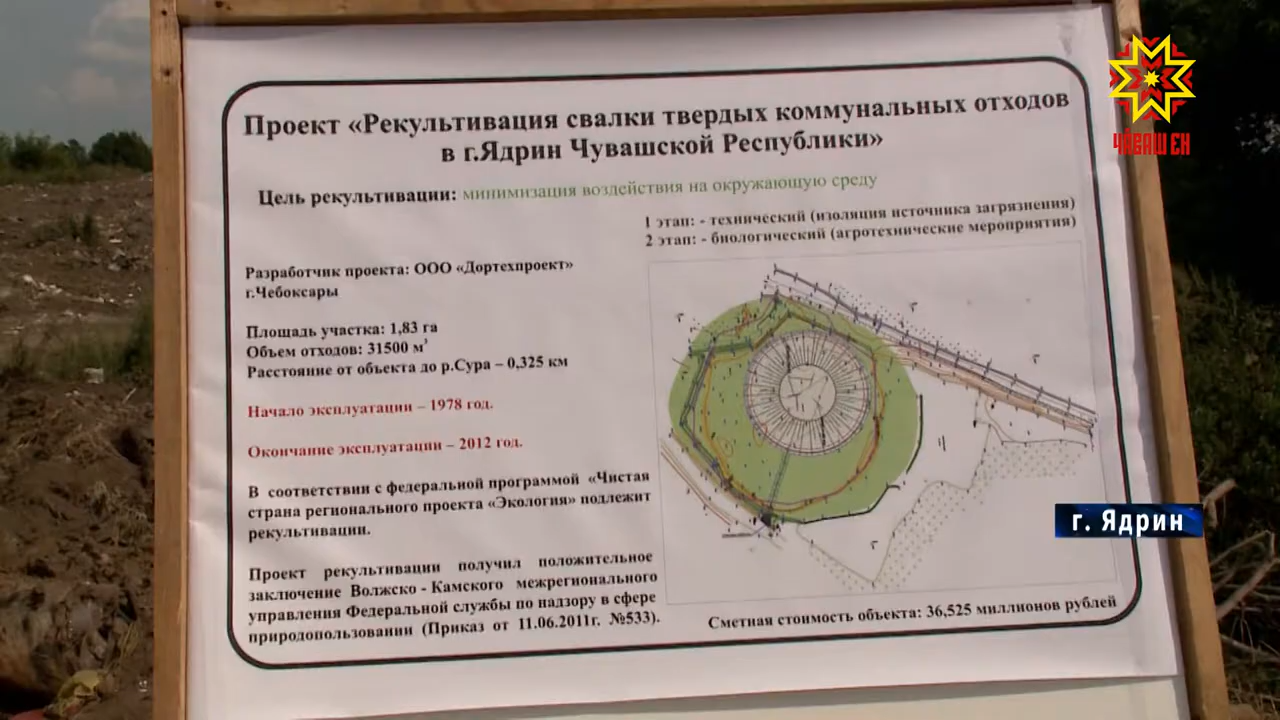 Проект «Рекультивация свалки твердых коммунальных отходов
в г.Ядрин Чувашской Республики»
Цель рекультивации: минимизация воздействия на окружающую среду
1 этап: - технический (изоляция источника загрязнения)
2 этап: - биологический (агротехнические мероприятия)
Разработчик проекта: ООО «Дортехпроект»
г.Чебоксары
Площадь участка: 1,83 га
Объем отходов: 31500 м³
Расстояние от объекта до р.Сура – 0,325 км
Начало эксплуатации – 1978 год.
Окончание эксплуатации – 2012 год.
В соответствии с федеральной программой «Чистая
страна регионального проекта «Экология» подлежит
рекультивации.
Проект рекультивации получил положительное
заключение Волжско - Камского межрегионального
управления Федеральной службы по надзору в сфере
природопользовании (Приказ от 11.06.2011г. №533).
Сметная стоимость объекта: 36,525 миллионов рублей
ЧӐВАШ ЕН
г. Ядрин